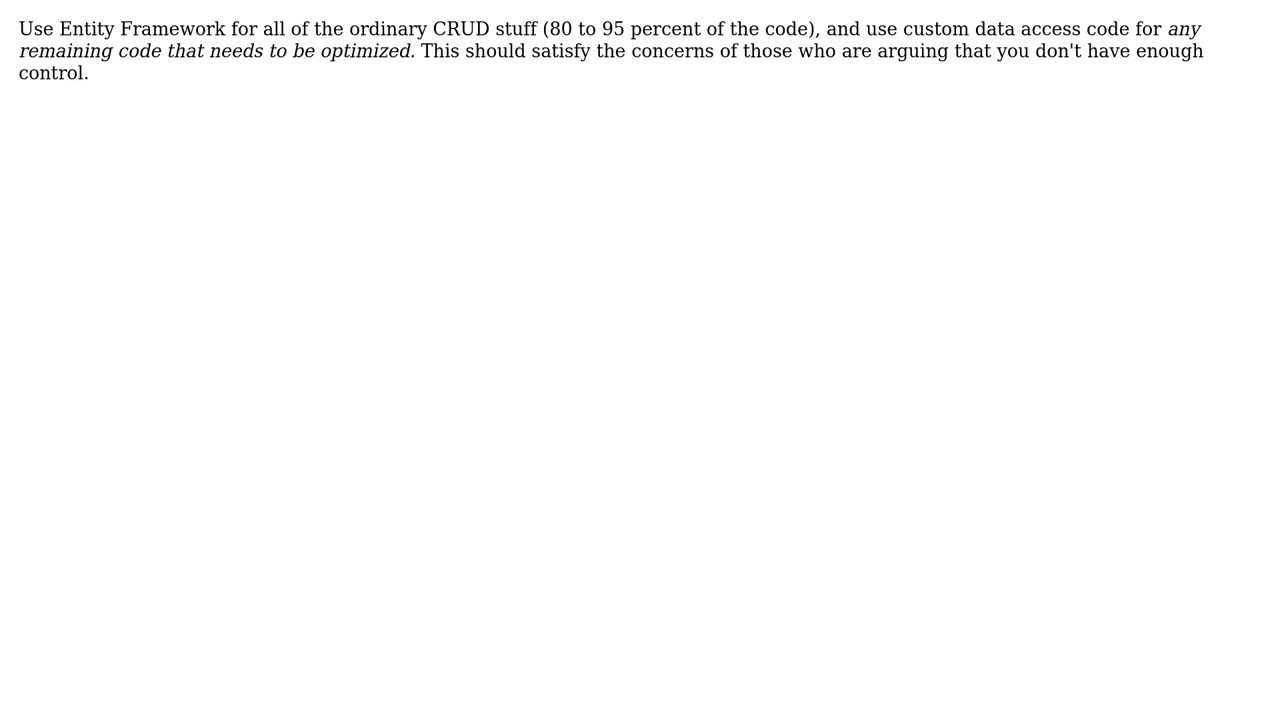 Use Entity Framework for all of the ordinary CRUD stuff (80 to 95 percent of the code), and use custom data access code for any
remaining code that needs to be optimized. This should satisfy the concerns of those who are arguing that you don't have enough
control.